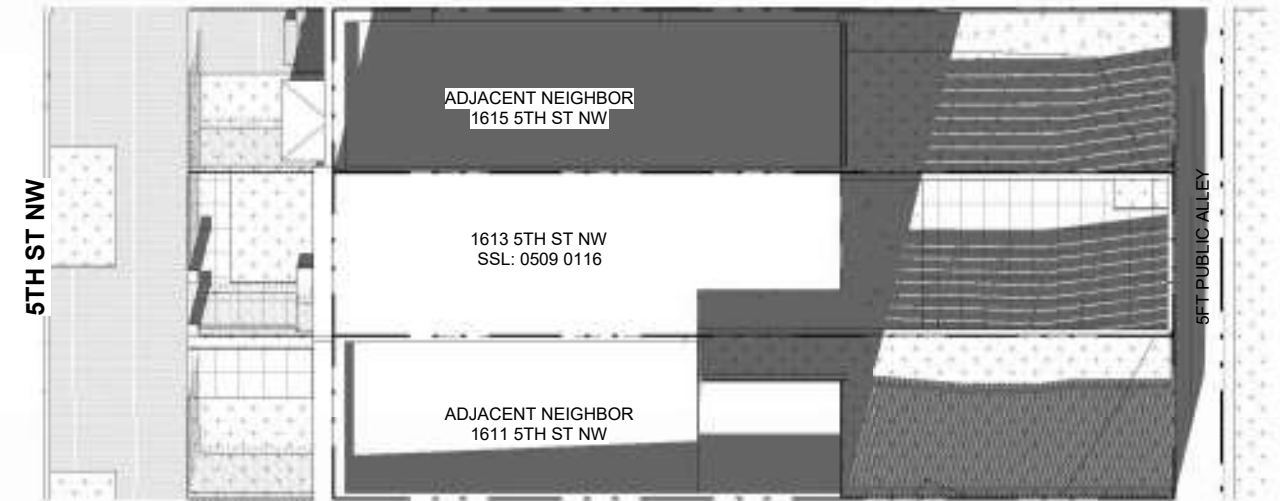 5TH ST NW
ADJACENT NEIGHBOR
1615 5TH ST NW
1613 5TH ST NW
SSL: 0509 0116
ADJACENT NEIGHBOR
1611 5TH ST NW
5FT PUBLIC ALLEY